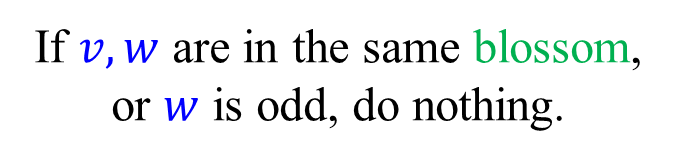 If v, w are in the same blossom,
or w is odd, do nothing.